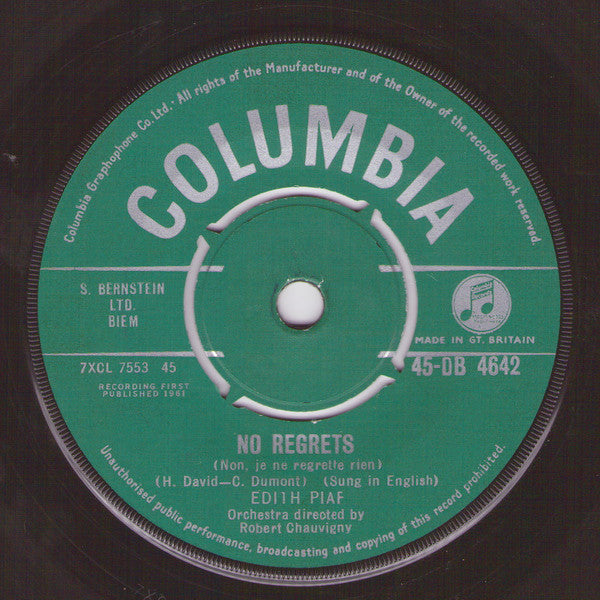 Columbia Graphophone Co. Ltd. · All rights of the Manufacturer and of the Owner of the recorded work reserved.
COLUMBIA
S. BERNSTEIN
LTD.
BIEM
MADE IN GT. BRITAIN
7XCL 7553 45
45-DB 4642
RECORDING FIRST
PUBLISHED 1961
NO REGRETS
(Non, je ne regrette rien)
(H. David—C. Dumont) (Sung in English)
EDITH PIAF
Orchestra directed by
Robert Chauvigny
Unauthorised public performance, broadcasting and copying of this record prohibited.